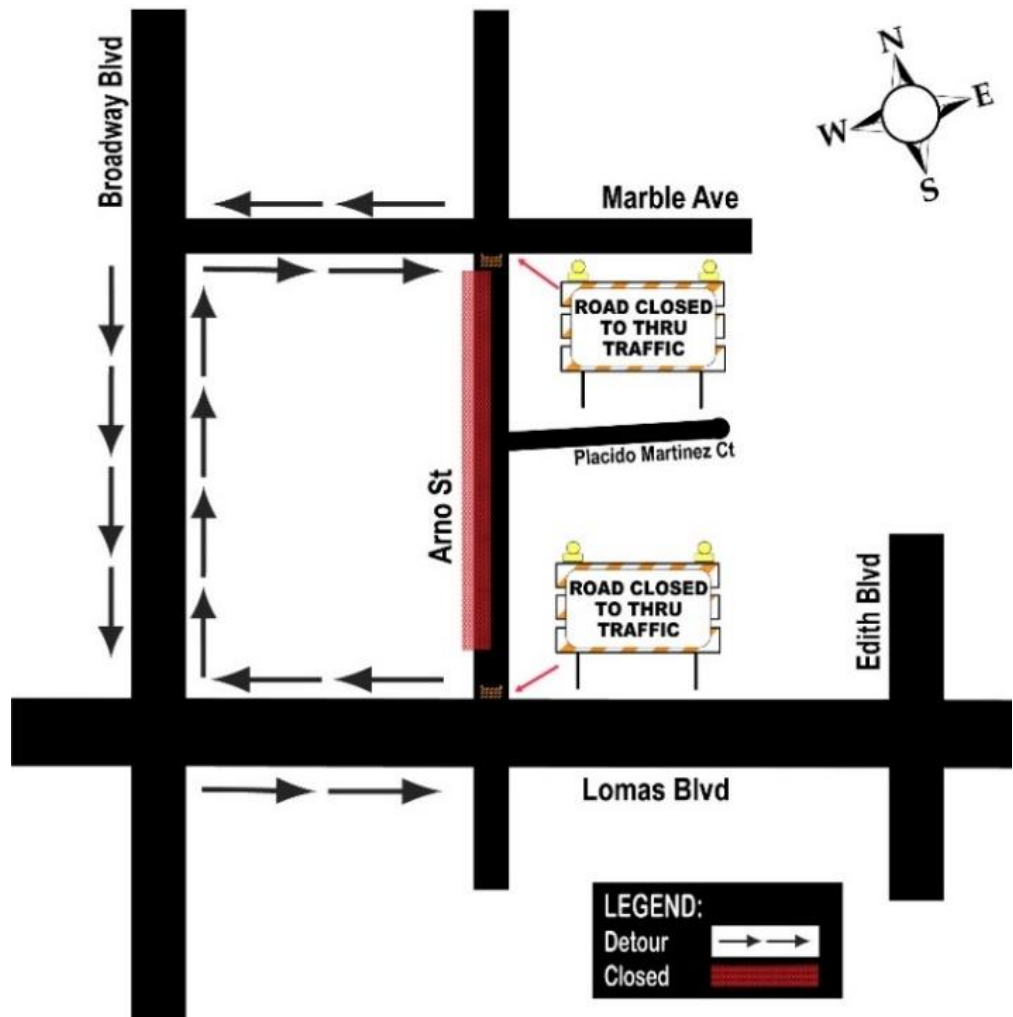 Broadway Blvd
N
W
E
S
Marble Ave
ROAD CLOSED
TO THRU
TRAFFIC
Placido Martinez Ct
Arno St
ROAD CLOSED
TO THRU
TRAFFIC
Edith Blvd
Lomas Blvd
LEGEND:
Detour
Closed